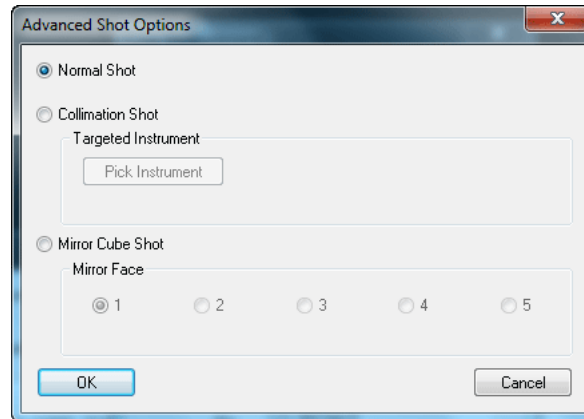 Advanced Shot Options
Normal Shot
Collimation Shot
Targeted Instrument
Pick Instrument
Mirror Cube Shot
Mirror Face
1 2 3 4 5
OK Cancel